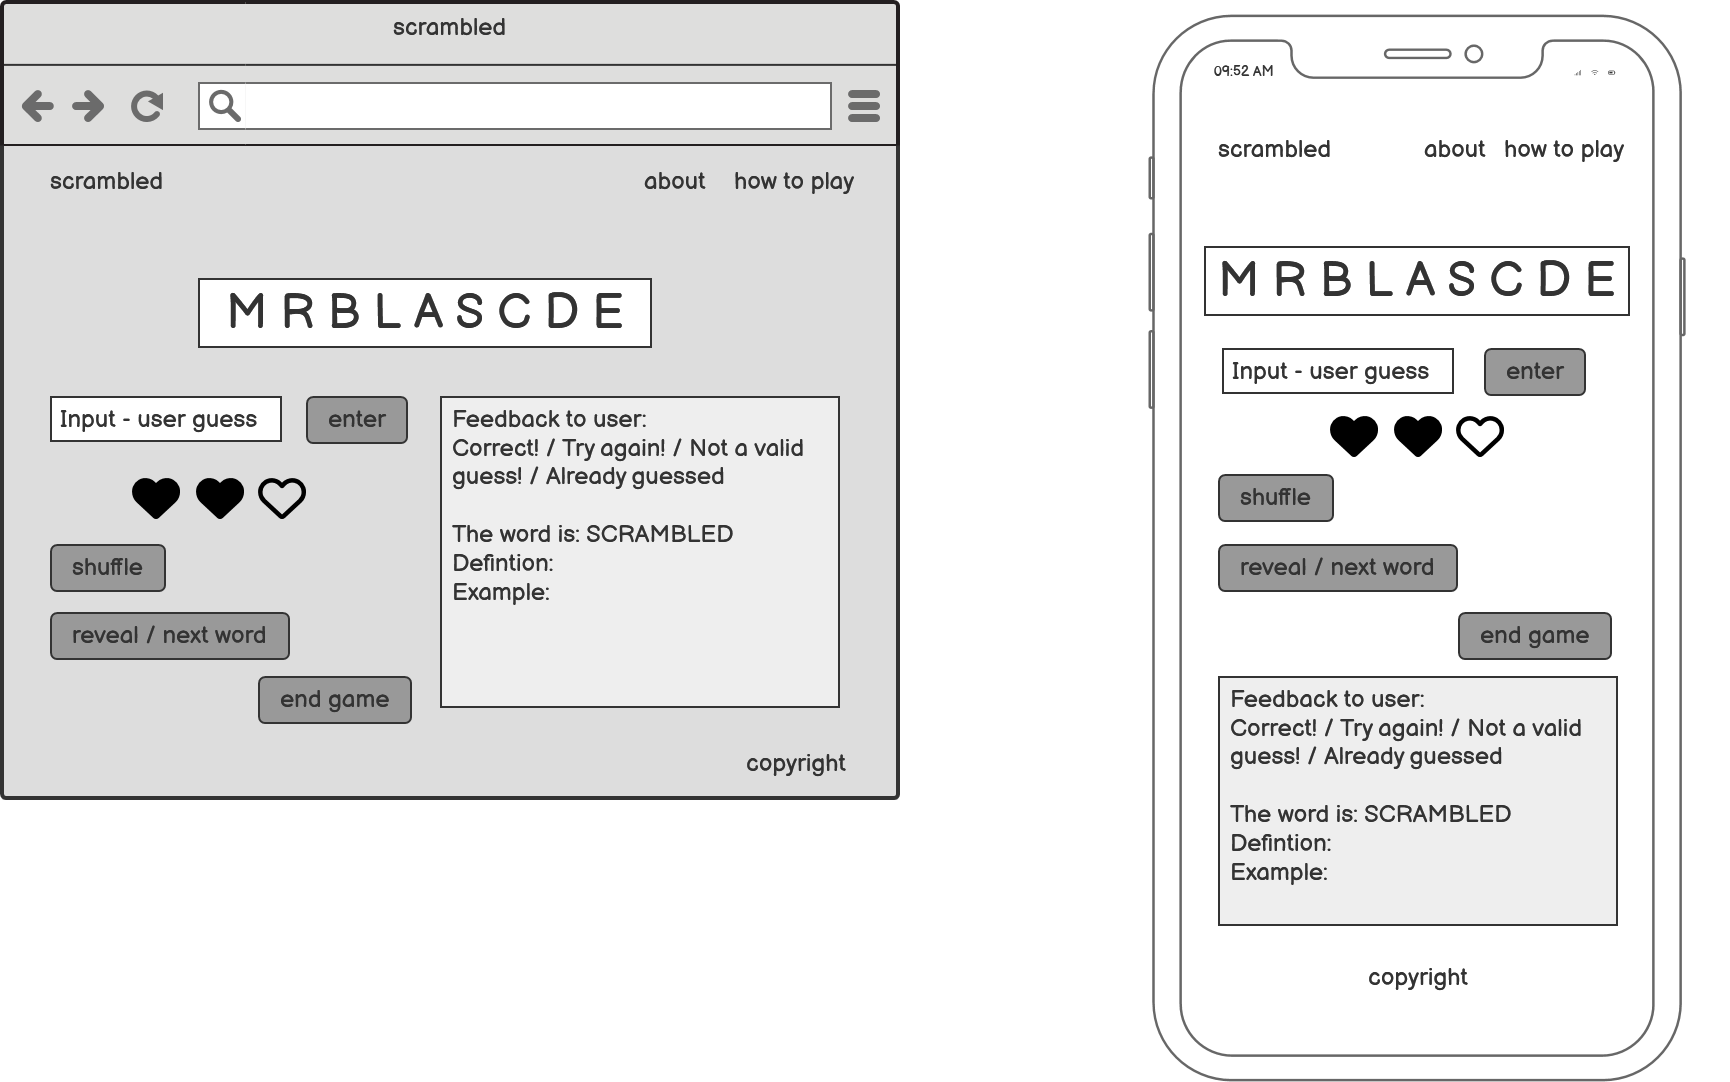 scrambled
scrambled about how to play
M R B L A S C D E
Input - user guess enter
shuffle
reveal / next word
end game
Feedback to user:
Correct! / Try again! / Not a valid
guess! / Already guessed
The word is: SCRAMBLED
Defintion:
Example:
copyright
09:52 AM
scrambled about how to play
M R B L A S C D E
Input - user guess enter
shuffle
reveal / next word
end game
Feedback to user:
Correct! / Try again! / Not a valid
guess! / Already guessed
The word is: SCRAMBLED
Defintion:
Example:
copyright